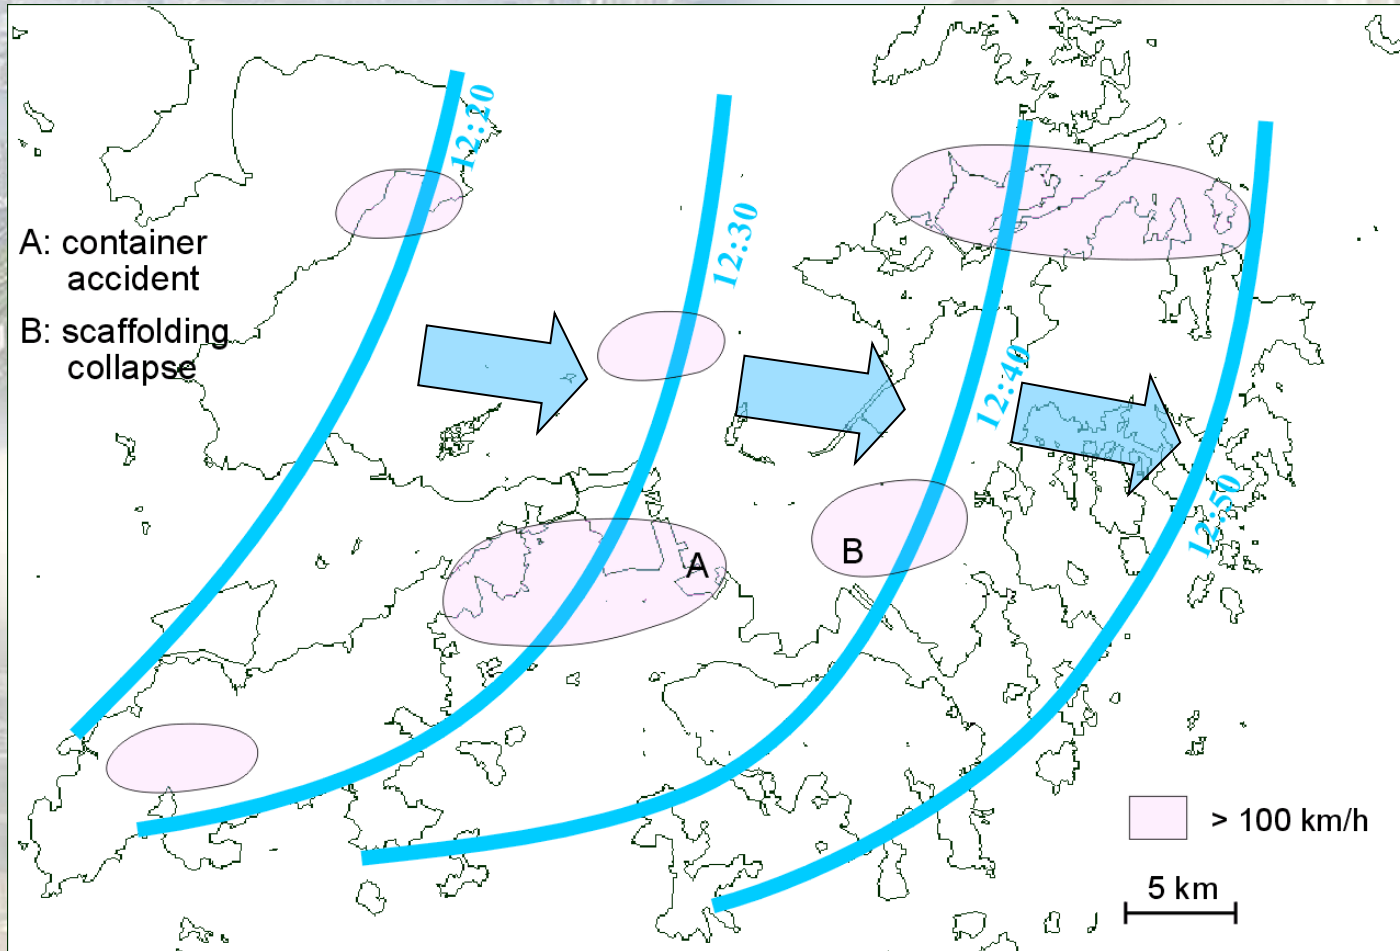 12:20
12:30
A: container
accident
B: scaffolding
collapse
12:40
12:50
A
B
> 100 km/h
5 km